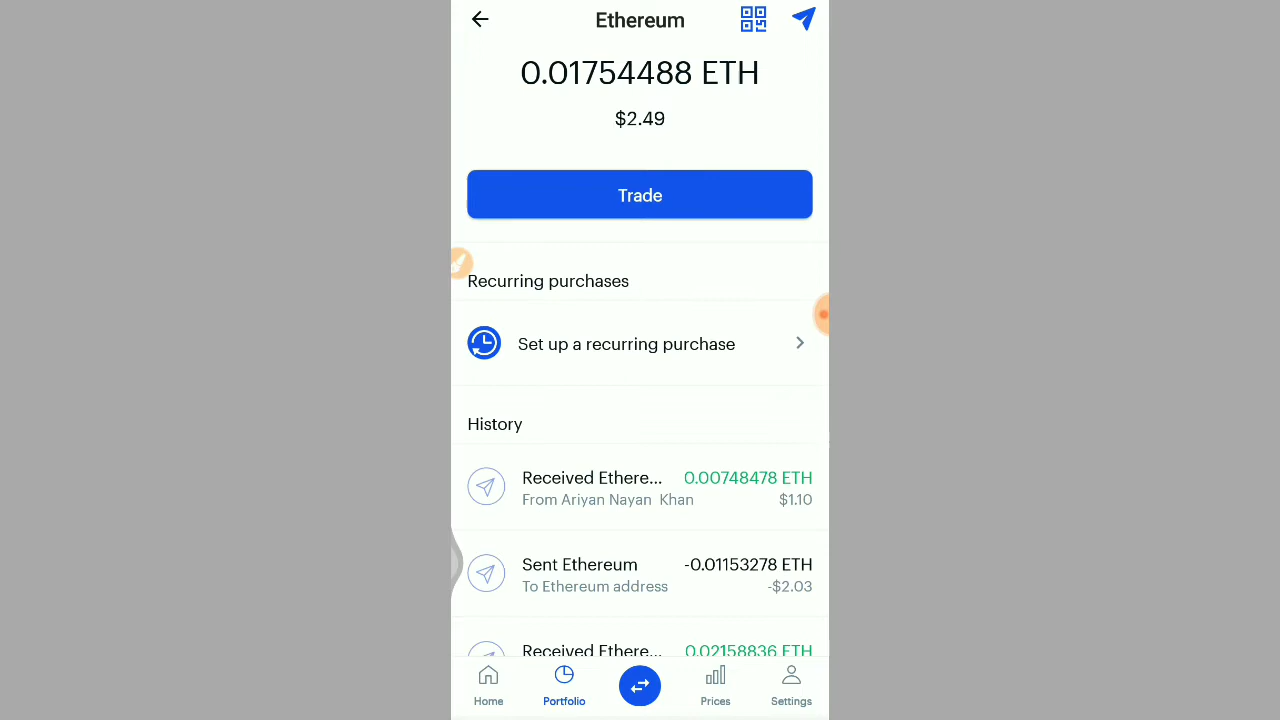 Ethereum
0.01754488 ETH
$2.49
Trade
Recurring purchases
Set up a recurring purchase
History
Received Ethere... 0.00748478 ETH
From Ariyan Nayan Khan $1.10
Sent Ethereum -0.01153278 ETH
To Ethereum address -$2.03
Received Ethere... 0.02158836 ETH
Home Portfolio Prices Settings